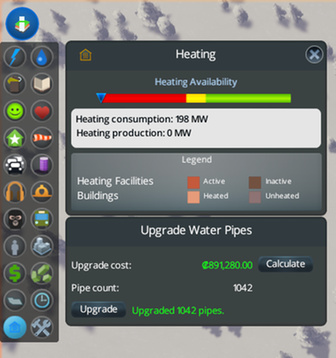 Heating
Heating Availability
Heating consumption: 198 MW
Heating production: 0 MW
Legend
Heating Facilities
Active
Inactive
Buildings
Heated
Unheated
Upgrade Water Pipes
Upgrade cost: ₡891,280.00 Calculate
Pipe count: 1042
Upgrade Upgraded 1042 pipes.